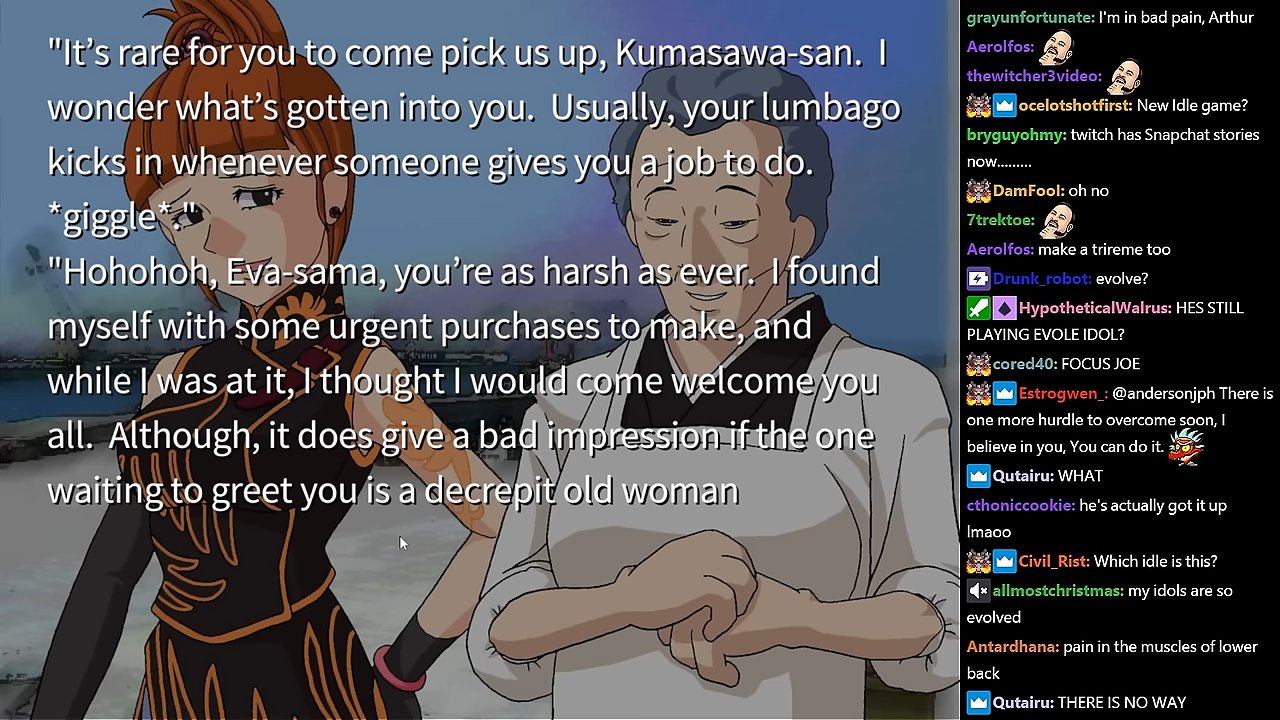 "It’s rare for you to come pick us up, Kumasawa-san.  I
wonder what’s gotten into you.  Usually, your lumbago
kicks in whenever someone gives you a job to do.
*giggle*."
"Hohohoh, Eva-sama, you’re as harsh as ever.  I found
myself with some urgent purchases to make, and
while I was at it, I thought I would come welcome you
all.  Although, it does give a bad impression if the one
waiting to greet you is a decrepit old woman
grayunfortunate: I'm in bad pain, Arthur
Aerolfos:
thewitcher3video:
ocelotshotfirst: New Idle game?
bryguyohmy: twitch has Snapchat stories
now.........
DamFool: oh no
7trektoe:
Aerolfos: make a trireme too
Drunk_robot: evolve?
HypotheticalWalrus: HES STILL
PLAYING EVOLE IDOL?
cored40: FOCUS JOE
Estrogwen_: @andersonjph There is
one more hurdle to overcome soon, I
believe in you, You can do it.
Qutairu: WHAT
cthoniccookie: he's actually got it up
lmaoo
Civil_Rist: Which idle is this?
allmostchristmas: my idols are so
evolved
Antardhana: pain in the muscles of lower
back
Qutairu: THERE IS NO WAY